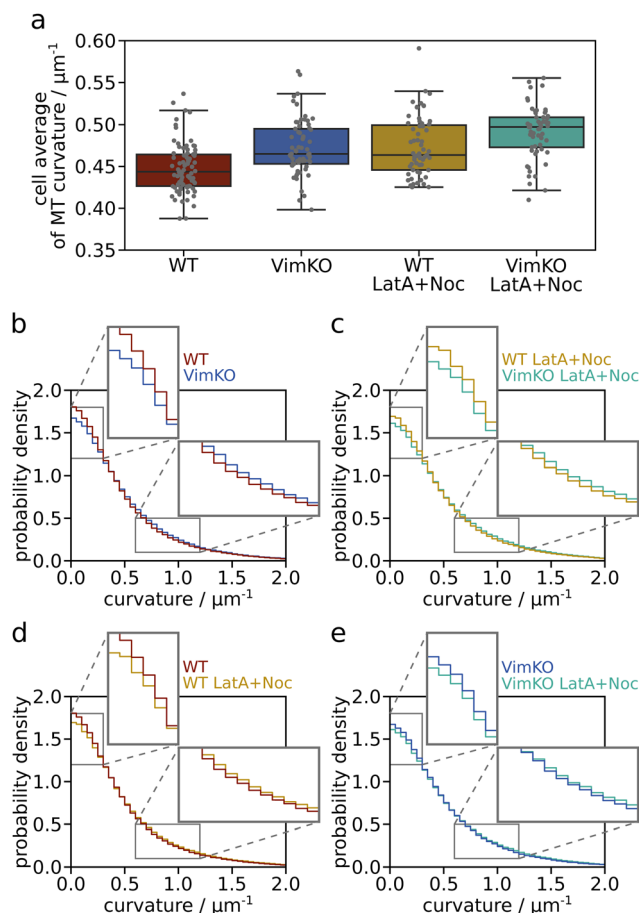 a
cell average
of MT curvature / μm⁻¹
0.60
0.55
0.50
0.45
0.40
0.35
WT
VimKO
WT
LatA+Noc
VimKO
LatA+Noc
b
WT
VimKO
probability density
2.0
1.5
1.0
0.5
0.0
0.0 0.5 1.0 1.5 2.0
curvature / μm⁻¹
c
WT LatA+Noc
VimKO LatA+Noc
probability density
2.0
1.5
1.0
0.5
0.0
0.0 0.5 1.0 1.5 2.0
curvature / μm⁻¹
d
WT
WT LatA+Noc
probability density
2.0
1.5
1.0
0.5
0.0
0.0 0.5 1.0 1.5 2.0
curvature / μm⁻¹
e
VimKO
VimKO LatA+Noc
probability density
2.0
1.5
1.0
0.5
0.0
0.0 0.5 1.0 1.5 2.0
curvature / μm⁻¹